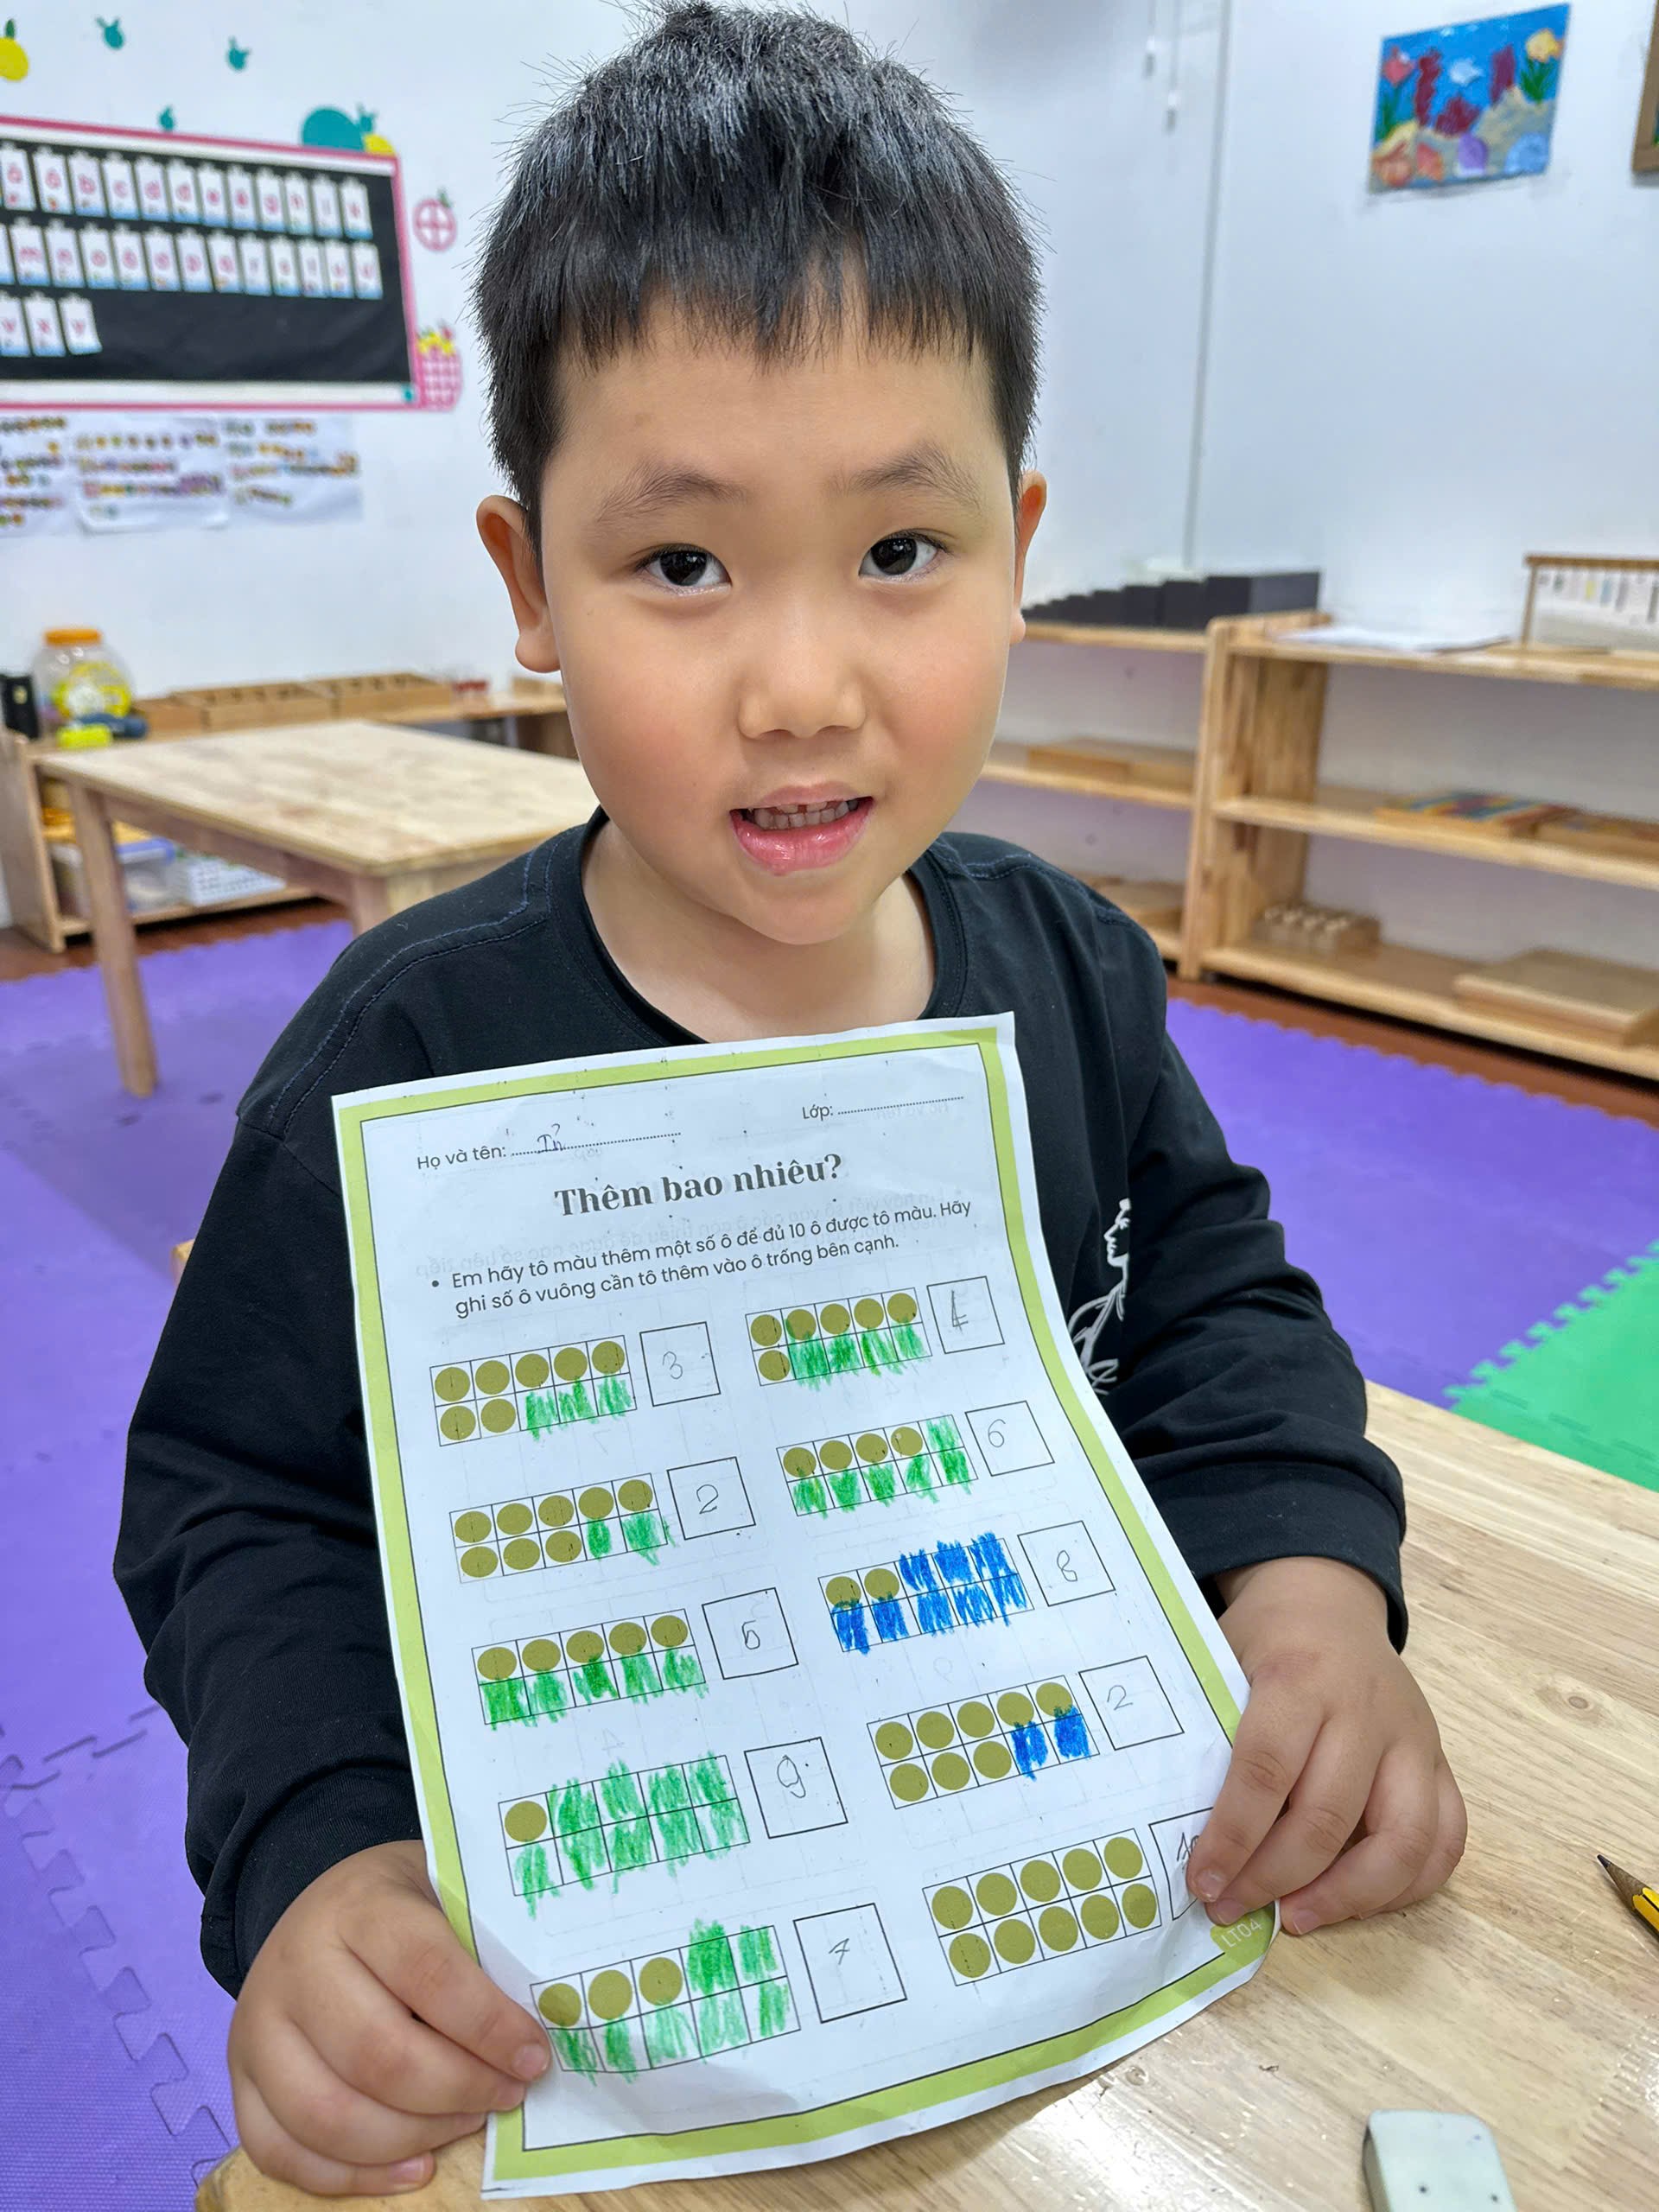 Họ và tên: In? Lớp:
Thêm bao nhiêu?
• Em hãy tô màu thêm một số ô để đủ 10 ô được tô màu. Hãy
ghi số ô vuông cần tô thêm vào ô trống bên cạnh.
3 4
2 6
5 8
9 2
7 10
LT04